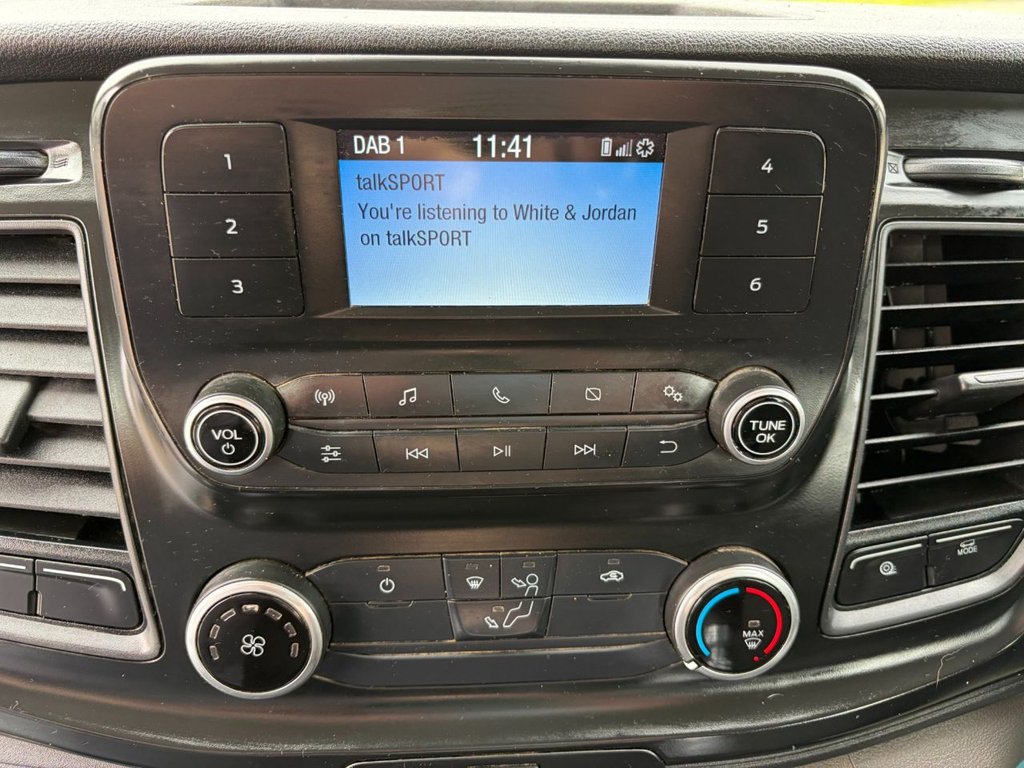 DAB 1 11:41
talkSPORT
You're listening to White & Jordan
on talkSPORT
1
2
3
4
5
6
VOL
TUNE
OK
MODE
MAX